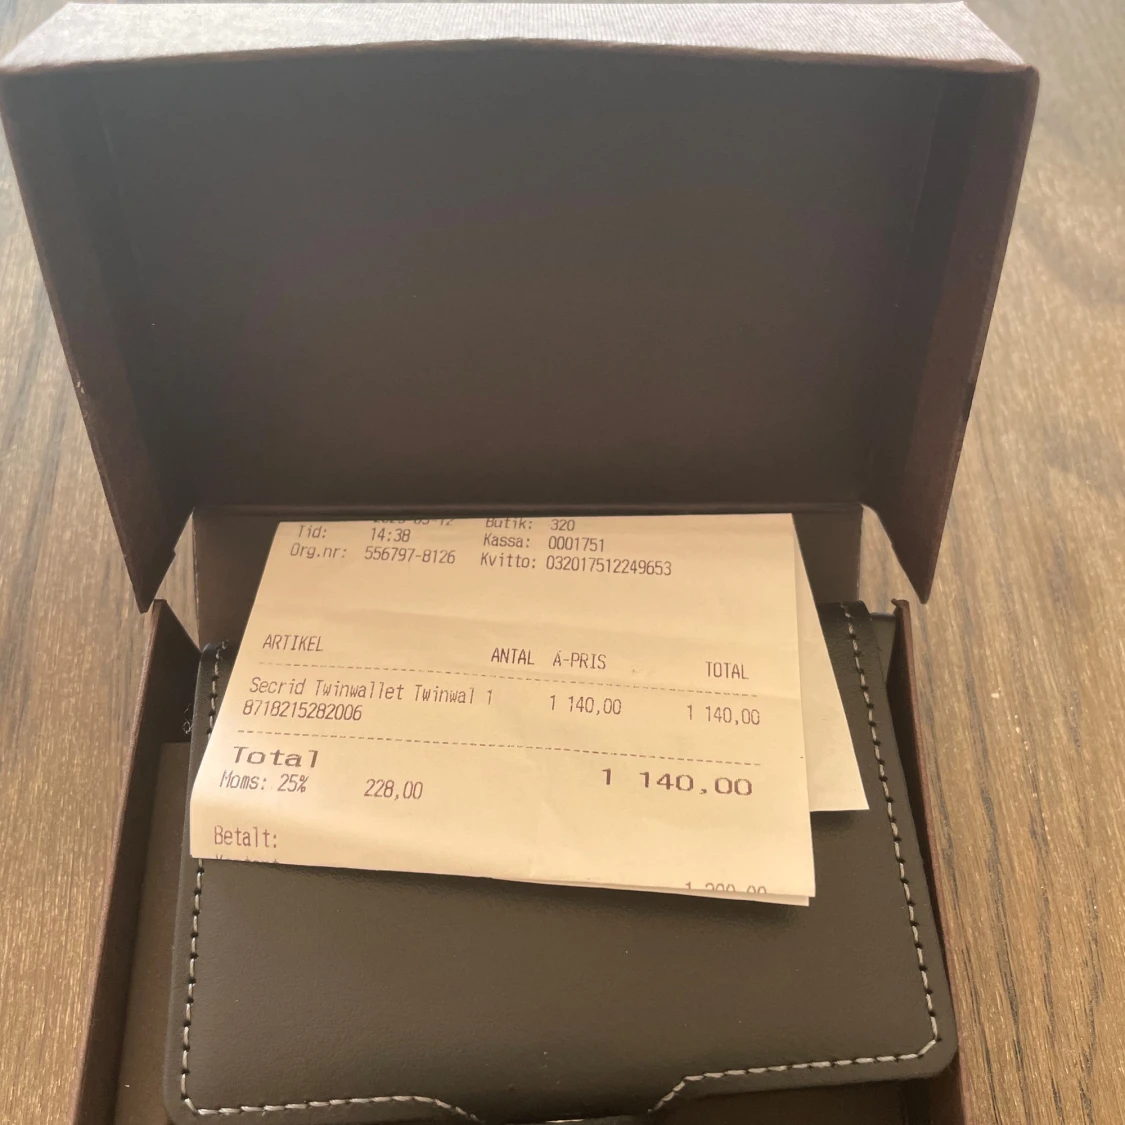 Butik: 320
Tid: 14:38 Kassa: 0001751
Org.nr: 556797-8126 Kvitto: 032017512249653
ARTIKEL ANTAL Á-PRIS TOTAL
Secrid Twinwallet Twinwal 1 1 140,00 1 140,00
8718215282006
Total 1 140,00
Moms: 25% 228,00
Betalt: